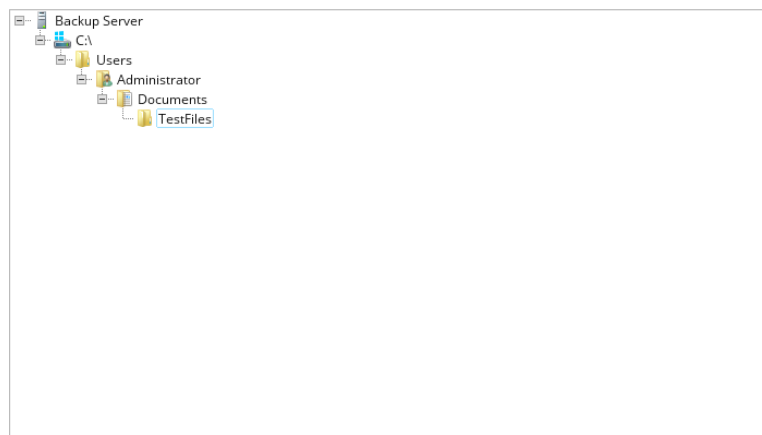 Backup Server
C:\
Users
Administrator
Documents
TestFiles